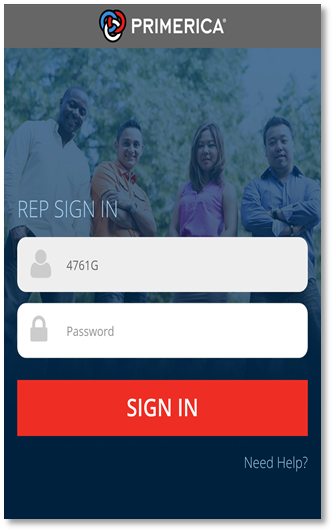 PRIMERICA®
REP SIGN IN
4761G
Password
SIGN IN
Need Help?